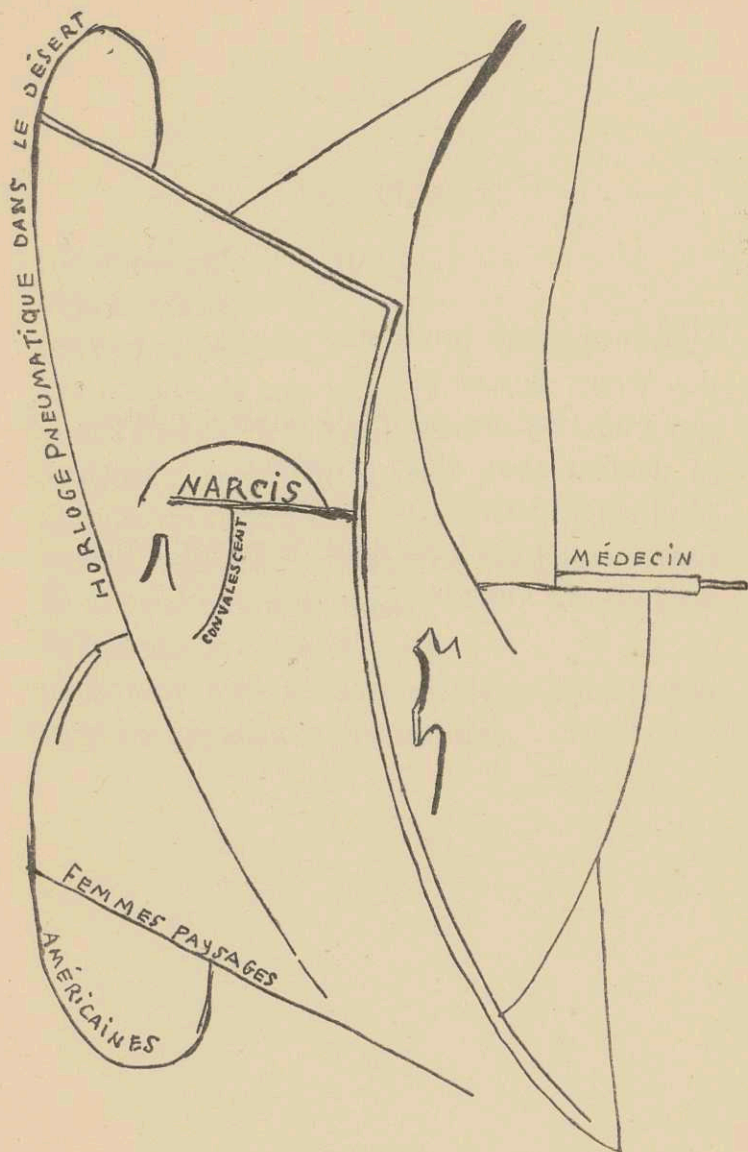 HORLOGE PNEUMATIQUE DANS LE DÉSERT
NARCiS
CONVALESCENT
MÉDECiN
FEMMES PAYSAGES
AMÉRiCAiNES